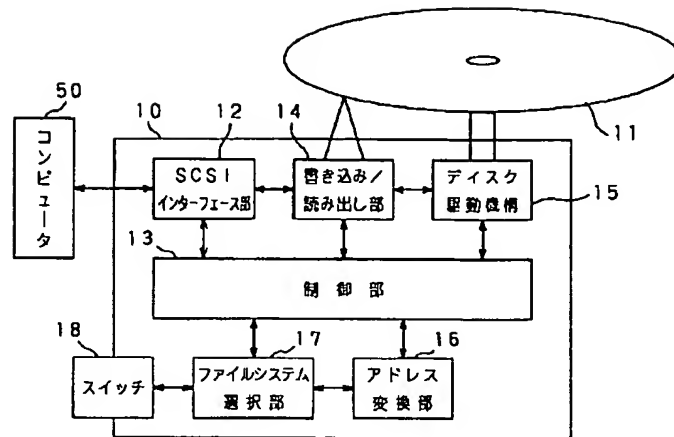 50
コンピュータ
10
12
SCSI
インターフェース部
14
書き込み/
読み出し部
11
ディスク
駆動機構
15
13
制御部
18
スイッチ
17
ファイルシステム
選択部
16
アドレス
変換部